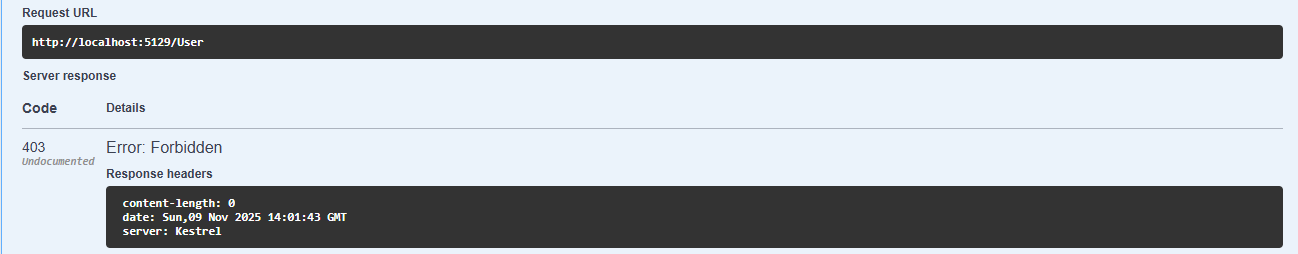 Request URL
http://localhost:5129/User
Server response
Code Details
403 Error: Forbidden
Undocumented
Response headers
content-length: 0
date: Sun,09 Nov 2025 14:01:43 GMT
server: Kestrel